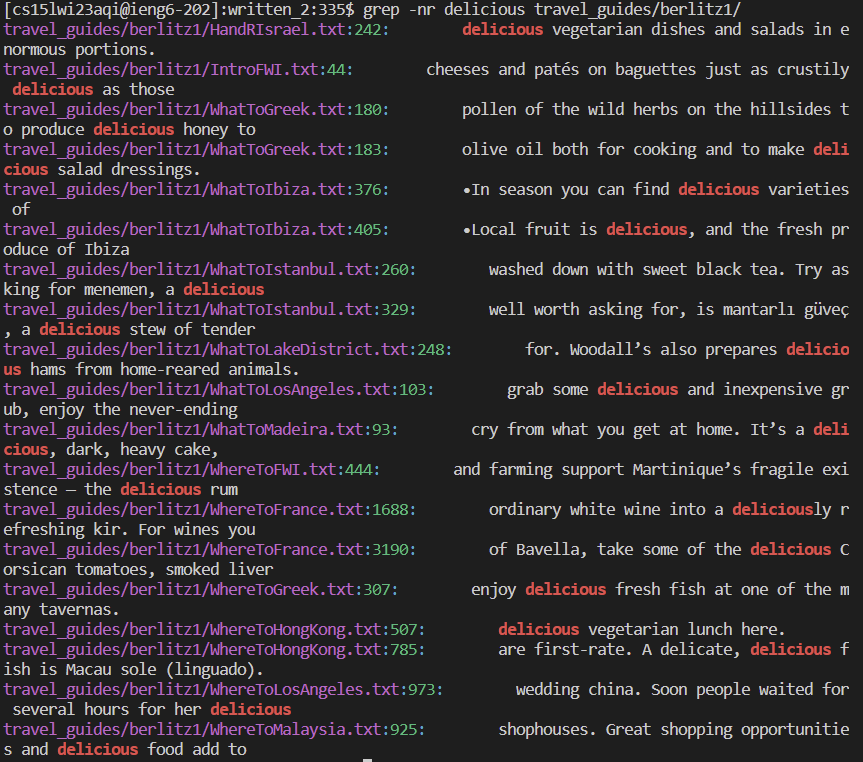 [cs15lwi23aqi@ieng6-202]:written_2:335$ grep -nr delicious travel_guides/berlitz1/
travel_guides/berlitz1/HandRIsrael.txt:242:        delicious vegetarian dishes and salads in e
normous portions.
travel_guides/berlitz1/IntroFWI.txt:44:        cheeses and patés on baguettes just as crustily
 delicious as those
travel_guides/berlitz1/WhatToGreek.txt:180:        pollen of the wild herbs on the hillsides t
o produce delicious honey to
travel_guides/berlitz1/WhatToGreek.txt:183:        olive oil both for cooking and to make deli
cious salad dressings.
travel_guides/berlitz1/WhatToIbiza.txt:376:        •In season you can find delicious varieties
 of
travel_guides/berlitz1/WhatToIbiza.txt:405:        •Local fruit is delicious, and the fresh pr
oduce of Ibiza
travel_guides/berlitz1/WhatToIstanbul.txt:260:        washed down with sweet black tea. Try as
king for menemen, a delicious
travel_guides/berlitz1/WhatToIstanbul.txt:329:        well worth asking for, is mantarlı güveç
, a delicious stew of tender
travel_guides/berlitz1/WhatToLakeDistrict.txt:248:        for. Woodall’s also prepares delicio
us hams from home-reared animals.
travel_guides/berlitz1/WhatToLosAngeles.txt:103:        grab some delicious and inexpensive gr
ub, enjoy the never-ending
travel_guides/berlitz1/WhatToMadeira.txt:93:        cry from what you get at home. It’s a deli
cious, dark, heavy cake,
travel_guides/berlitz1/WhereToFWI.txt:444:        and farming support Martinique’s fragile exi
stence — the delicious rum
travel_guides/berlitz1/WhereToFrance.txt:1688:        ordinary white wine into a deliciously r
efreshing kir. For wines you
travel_guides/berlitz1/WhereToFrance.txt:3190:        of Bavella, take some of the delicious C
orsican tomatoes, smoked liver
travel_guides/berlitz1/WhereToGreek.txt:307:        enjoy delicious fresh fish at one of the m
any tavernas.
travel_guides/berlitz1/WhereToHongKong.txt:507:        delicious vegetarian lunch here.
travel_guides/berlitz1/WhereToHongKong.txt:785:        are first-rate. A delicate, delicious f
ish is Macau sole (linguado).
travel_guides/berlitz1/WhereToLosAngeles.txt:973:        wedding china. Soon people waited for
 several hours for her delicious
travel_guides/berlitz1/WhereToMalaysia.txt:925:        shophouses. Great shopping opportunitie
s and delicious food add to